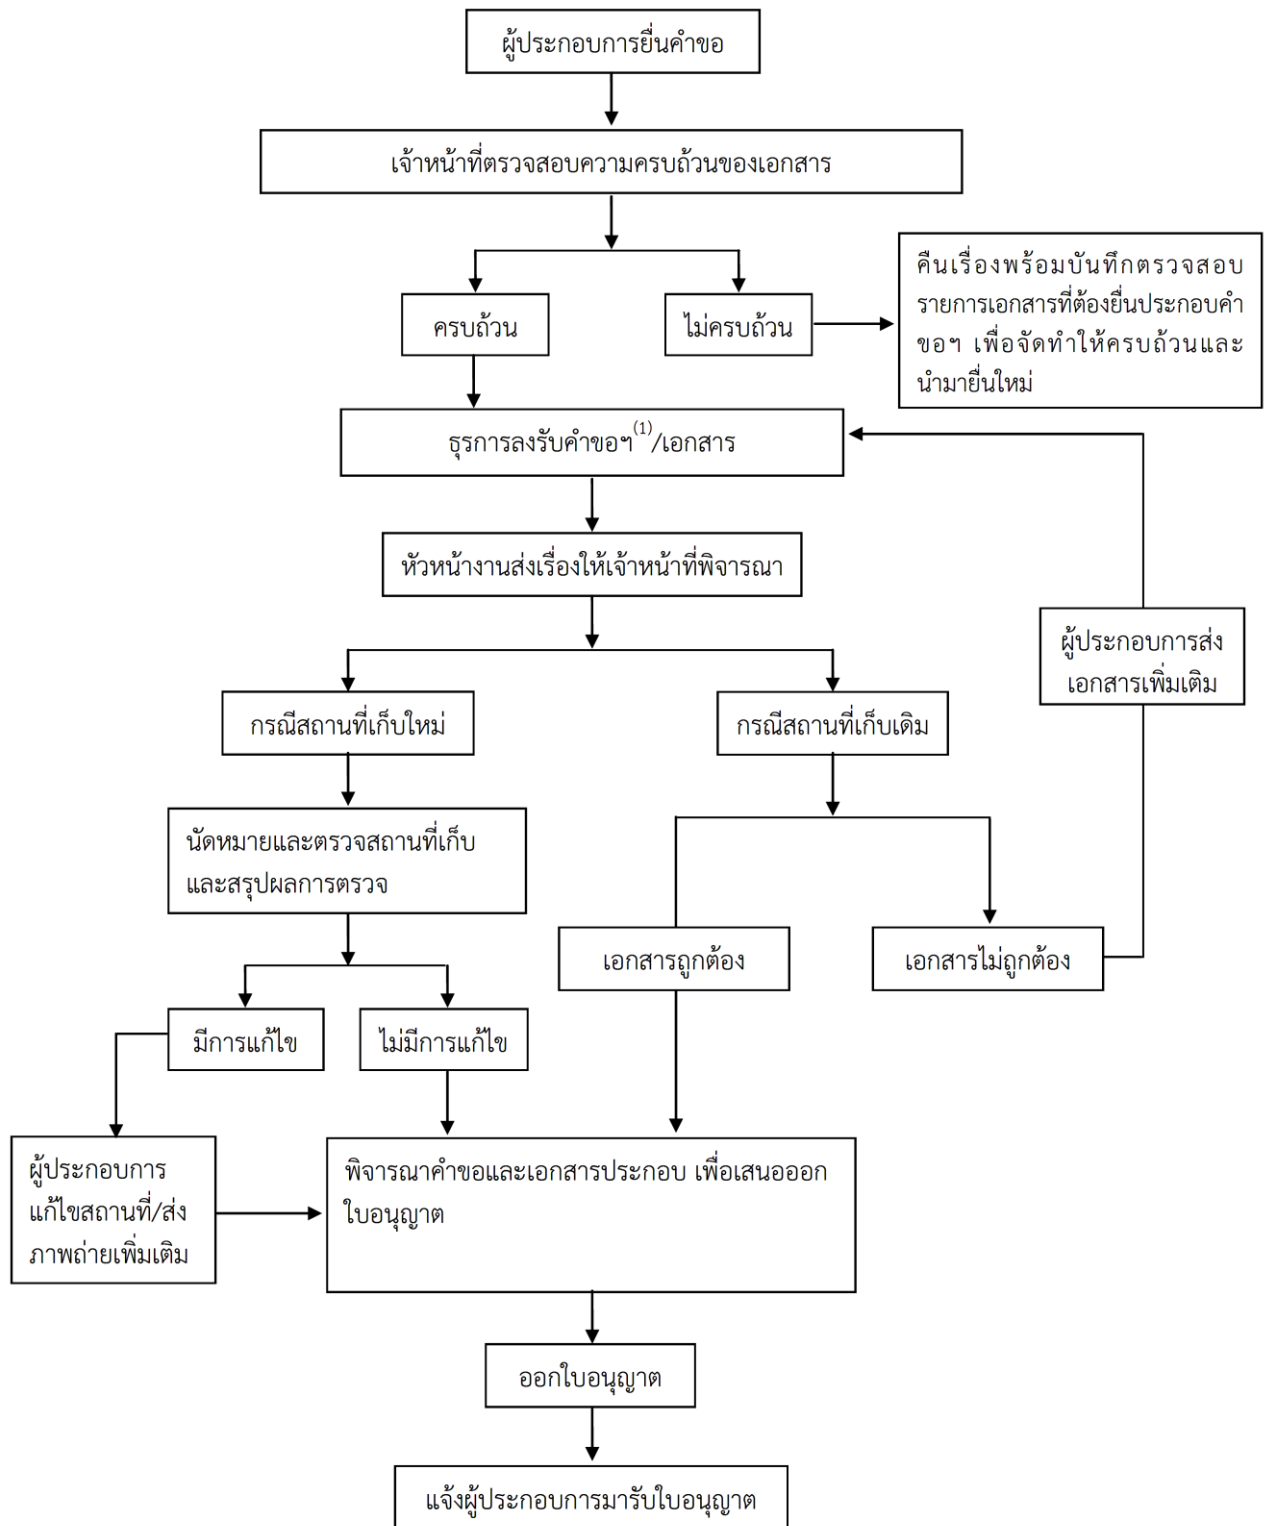 ผู้ประกอบการยื่นคำขอ
เจ้าหน้าที่ตรวจสอบความครบถ้วนของเอกสาร
ครบถ้วน
ไม่ครบถ้วน
คืนเรื่องพร้อมบันทึกตรวจสอบ
รายการเอกสารที่ต้องยื่นประกอบคำ
ขอฯ เพื่อจัดทำให้ครบถ้วนและ
นำมายื่นใหม่
ธุรการลงรับคำขอฯ(1)/เอกสาร
หัวหน้างานส่งเรื่องให้เจ้าหน้าที่พิจารณา
ผู้ประกอบการส่ง
เอกสารเพิ่มเติม
กรณีสถานที่เก็บใหม่
กรณีสถานที่เก็บเดิม
นัดหมายและตรวจสถานที่เก็บ
และสรุปผลการตรวจ
เอกสารถูกต้อง
เอกสารไม่ถูกต้อง
มีการแก้ไข
ไม่มีการแก้ไข
ผู้ประกอบการ
แก้ไขสถานที่/ส่ง
ภาพถ่ายเพิ่มเติม
พิจารณาคำขอและเอกสารประกอบ เพื่อเสนอออก
ใบอนุญาต
ออกใบอนุญาต
แจ้งผู้ประกอบการมารับใบอนุญาต